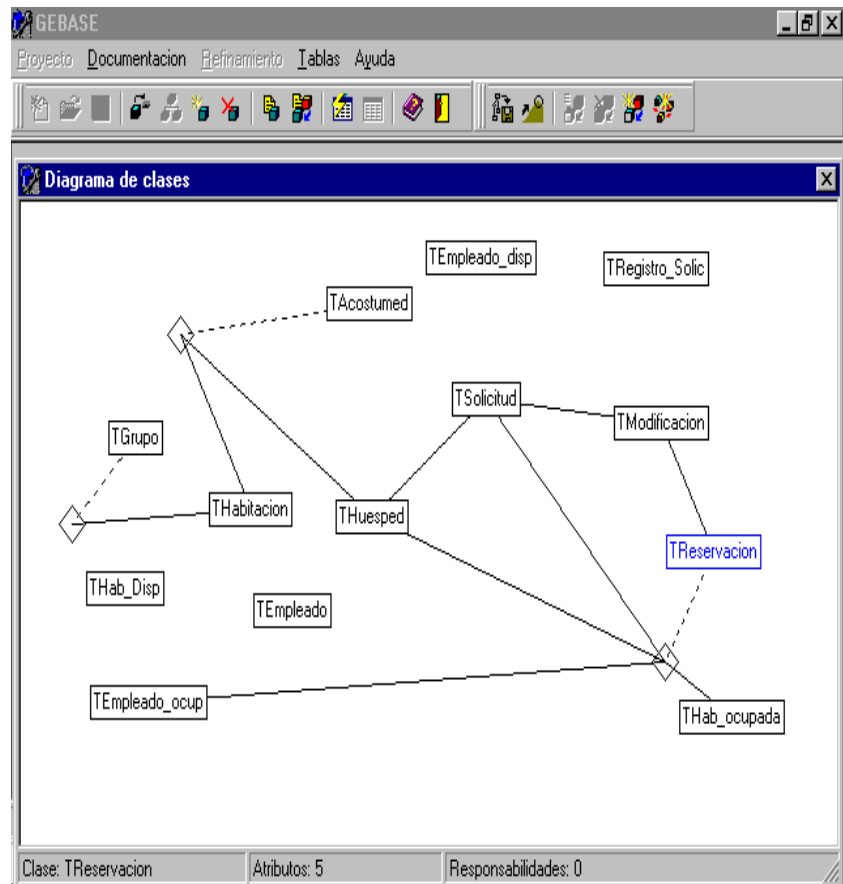 GEBASE
Proyecto Documentacion Refinamiento Tablas Ayuda
Diagrama de clases
TEmpleado_disp
TRegistro_Solic
TAcostumed
TSolicitud
TModificacion
TGrupo
THabitacion
THuesped
TReservacion
THab_Disp
TEmpleado
TEmpleado_ocup
THab_ocupada
Clase: TReservacion Atributos: 5 Responsabilidades: 0